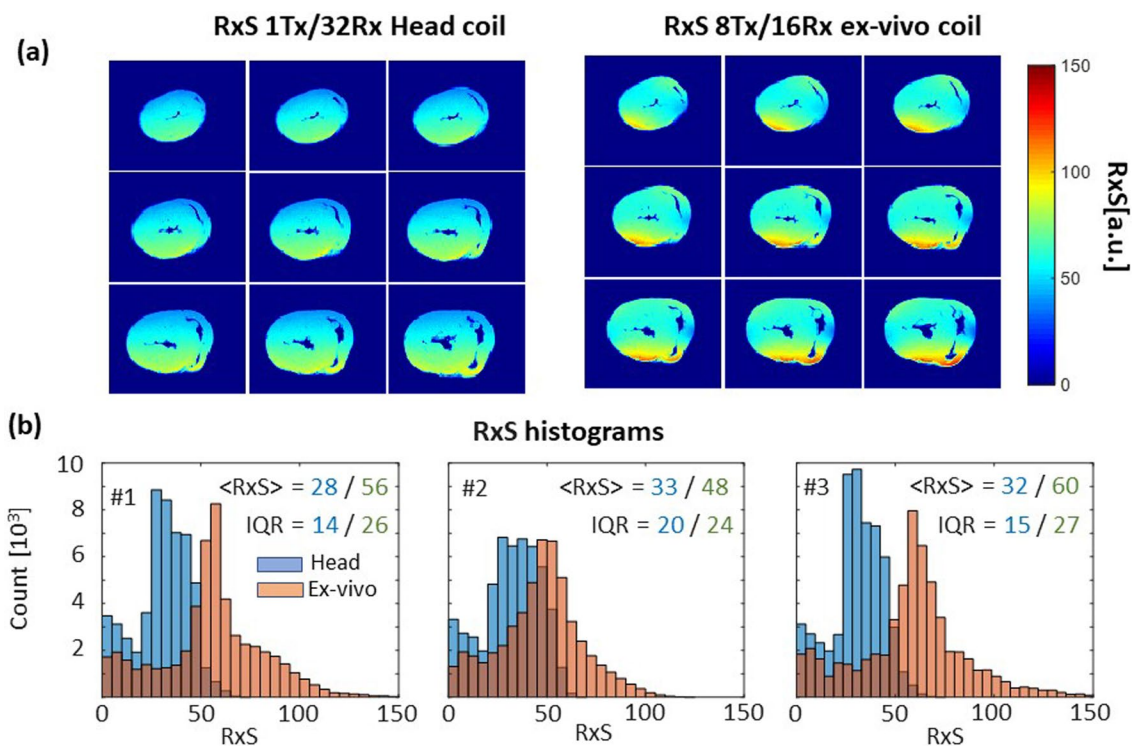 RxS 1Tx/32Rx Head coil
RxS 8Tx/16Rx ex-vivo coil
(a)
150
100
50
0
RxS[a.u.]
(b)
RxS histograms
Count [10³]
10
8
6
4
2
#1
<RxS> = 28 / 56
IQR = 14 / 26
Head
Ex-vivo
0
50
100
150
RxS
#2
<RxS> = 33 / 48
IQR = 20 / 24
0
50
100
150
RxS
#3
<RxS> = 32 / 60
IQR = 15 / 27
0
50
100
150
RxS